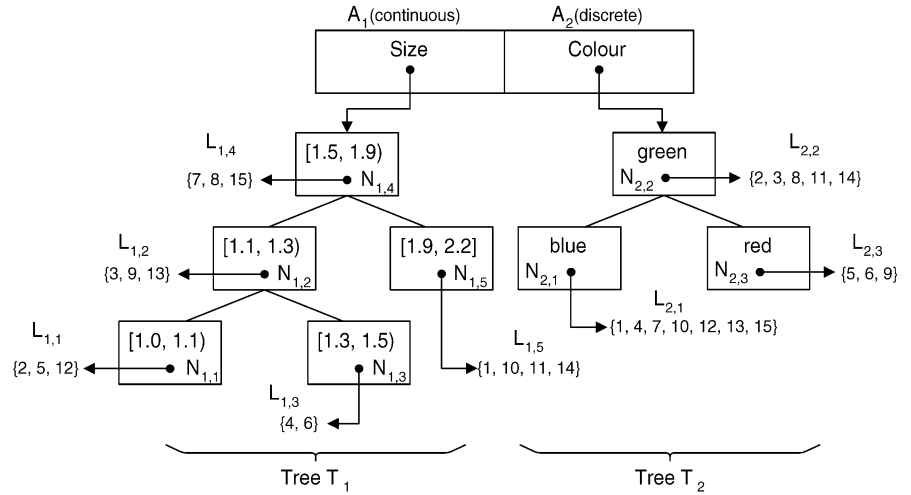 A1(continuous) A2(discrete)
Size Colour
L1,4 [1.5, 1.9) green L2,2
{7, 8, 15} N1,4 N2,2 {2, 3, 8, 11, 14}
L1,2 [1.1, 1.3) [1.9, 2.2] blue red L2,3
{3, 9, 13} N1,2 N1,5 N2,1 N2,3 {5, 6, 9}
L2,1
L1,1 [1.0, 1.1) [1.3, 1.5) L1,5 {1, 4, 7, 10, 12, 13, 15}
{2, 5, 12} N1,1 N1,3 {1, 10, 11, 14}
L1,3
{4, 6}
Tree T1 Tree T2